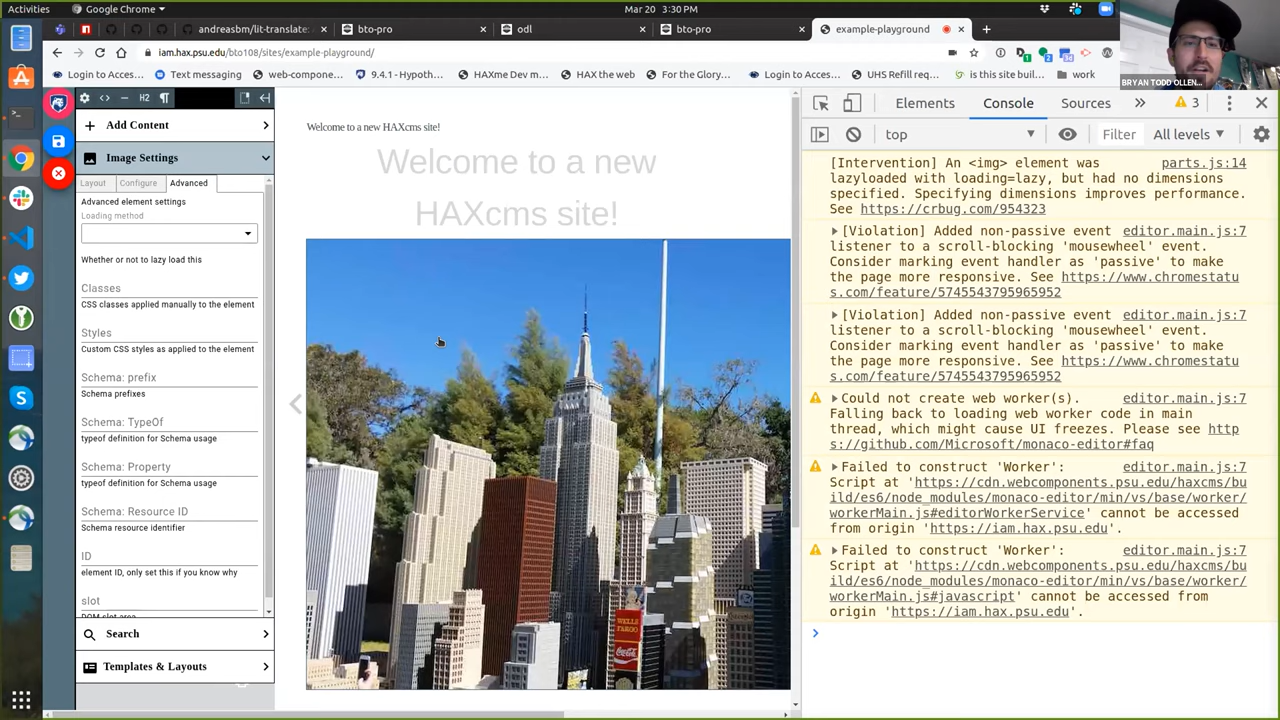 Activities
Google Chrome
Mar 20 3:30 PM
andreasbm/lit-translate:
bto-pro
odl
bto-pro
example-playground
iam.hax.psu.edu/bto108/sites/example-playground/
Login to Acces...
Text messaging
web-compone...
9.4.1 - Hypoth...
HAXme Dev m...
HAX the web
For the Glory...
Login to Acces...
UHS Refill req...
is this site buil...
work
BRYAN TODD OLLEN...
H2
Add Content
Image Settings
Layout
Configure
Advanced
Advanced element settings
Loading method
Whether or not to lazy load this
Classes
CSS classes applied manually to the element
Styles
Custom CSS styles as applied to the element
Schema: prefix
Schema prefixes
Schema: TypeOf
typeof definition for Schema usage
Schema: Property
typeof definition for Schema usage
Schema: Resource ID
Schema resource identifier
ID
element ID, only set this if you know why
slot
Search
Templates & Layouts
Welcome to a new HAXcms site!
Welcome to a new
HAXcms site!
WELLS
FARGO
Coca-Cola
Elements
Console
Sources
3
top
Filter
All levels
[Intervention] An <img> element was parts.js:14
lazyloaded with loading=lazy, but had no dimensions
specified. Specifying dimensions improves performance.
See https://crbug.com/954323
[Violation] Added non-passive event editor.main.js:7
listener to a scroll-blocking 'mousewheel' event.
Consider marking event handler as 'passive' to make
the page more responsive. See https://www.chromestatu
s.com/feature/5745543795965952
[Violation] Added non-passive event editor.main.js:7
listener to a scroll-blocking 'mousewheel' event.
Consider marking event handler as 'passive' to make
the page more responsive. See https://www.chromestatu
s.com/feature/5745543795965952
Could not create web worker(s). editor.main.js:7
Falling back to loading web worker code in main
thread, which might cause UI freezes. Please see http
s://github.com/Microsoft/monaco-editor#faq
Failed to construct 'Worker': editor.main.js:7
Script at 'https://cdn.webcomponents.psu.edu/haxcms/bu
ild/es6/node_modules/monaco-editor/min/vs/base/worker/
workerMain.js#editorWorkerService' cannot be accessed
from origin 'https://iam.hax.psu.edu'.
Failed to construct 'Worker': editor.main.js:7
Script at 'https://cdn.webcomponents.psu.edu/haxcms/bu
ild/es6/node_modules/monaco-editor/min/vs/base/worker/
workerMain.js#javascript' cannot be accessed from
origin 'https://iam.hax.psu.edu'.